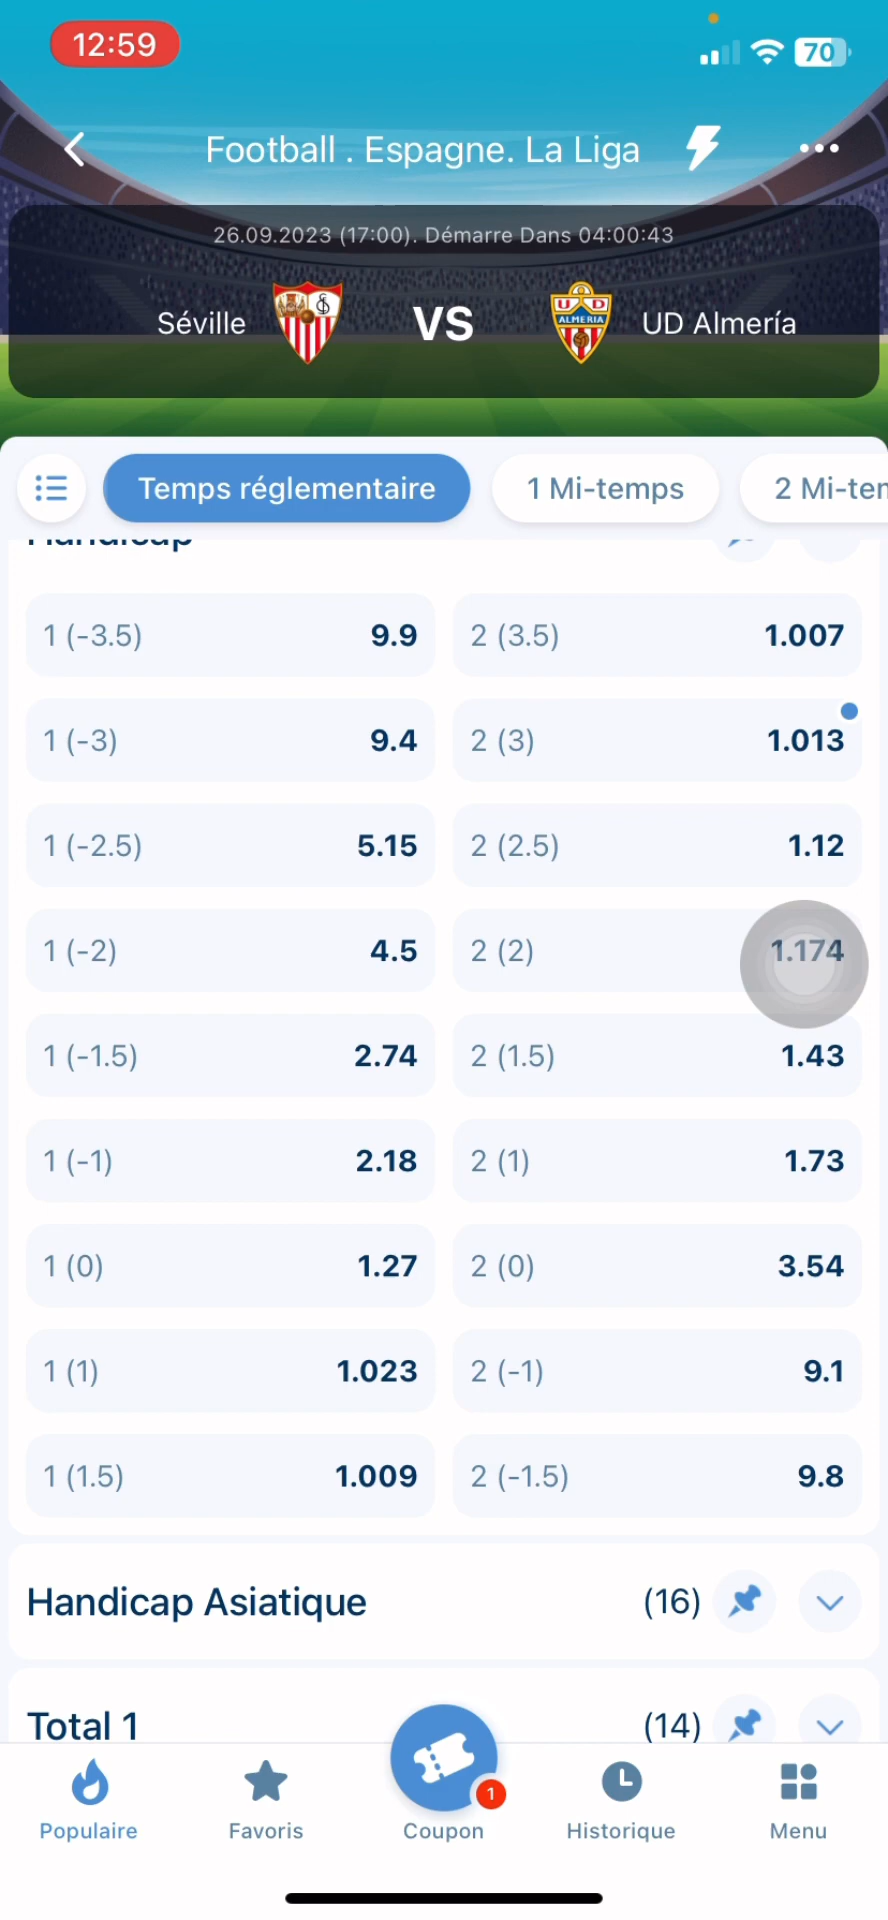 12:59
70
Football . Espagne. La Liga
26.09.2023 (17:00). Démarre Dans 04:00:43
Séville VS UD Almería
U D
ALMERIA
Temps réglementaire 1 Mi-temps 2 Mi-ten
Handicap
1 (-3.5) 9.9 2 (3.5) 1.007
1 (-3) 9.4 2 (3) 1.013
1 (-2.5) 5.15 2 (2.5) 1.12
1 (-2) 4.5 2 (2) 1.174
1 (-1.5) 2.74 2 (1.5) 1.43
1 (-1) 2.18 2 (1) 1.73
1 (0) 1.27 2 (0) 3.54
1 (1) 1.023 2 (-1) 9.1
1 (1.5) 1.009 2 (-1.5) 9.8
Handicap Asiatique (16)
Total 1 (14)
1
Populaire Favoris Coupon Historique Menu